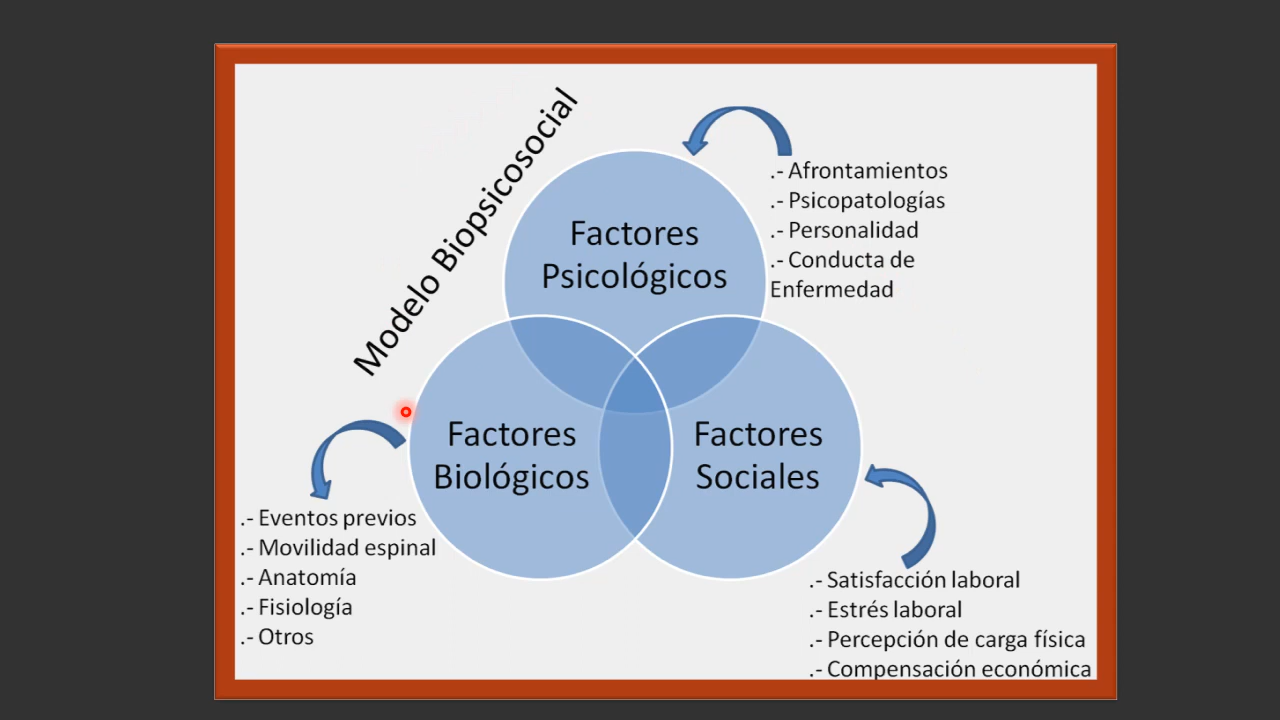 Modelo Biopsicosocial
Factores
Psicológicos
.- Afrontamientos
.- Psicopatologías
.- Personalidad
.- Conducta de
Enfermedad
Factores
Biológicos
Factores
Sociales
.- Eventos previos
.- Movilidad espinal
.- Anatomía
.- Fisiología
.- Otros
.- Satisfacción laboral
.- Estrés laboral
.- Percepción de carga física
.- Compensación económica